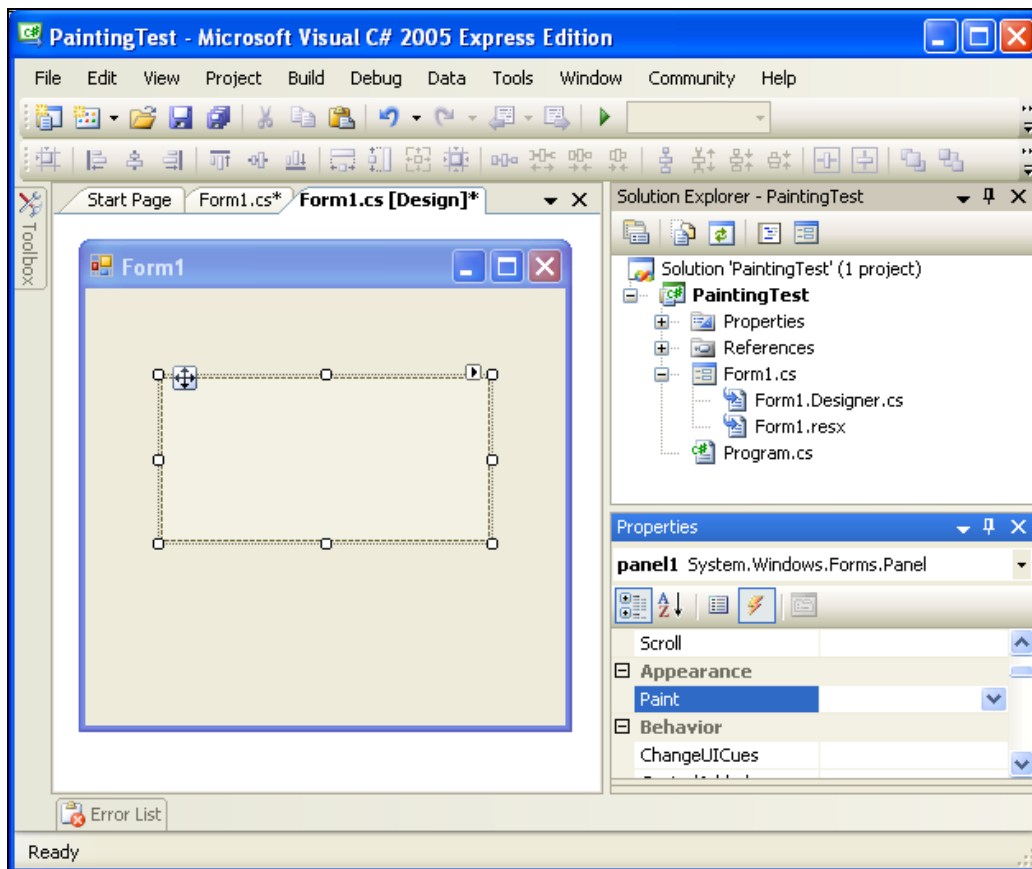 PaintingTest - Microsoft Visual C# 2005 Express Edition
File Edit View Project Build Debug Data Tools Window Community Help
Start Page Form1.cs* Form1.cs [Design]*
Toolbox
Form1
Solution Explorer - PaintingTest
Solution 'PaintingTest' (1 project)
PaintingTest
Properties
References
Form1.cs
Form1.Designer.cs
Form1.resx
Program.cs
Properties
panel1 System.Windows.Forms.Panel
Scroll
Appearance
Paint
Behavior
ChangeUICues
Error List
Ready